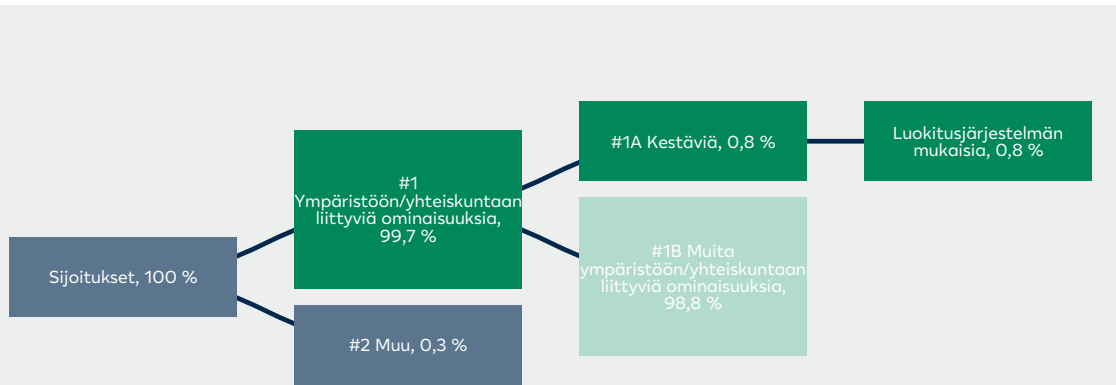 Sijoitukset, 100 %
#1
Ympäristöön/yhteiskuntaan
liittyviä ominaisuuksia,
99,7 %
#2 Muu, 0,3 %
#1A Kestäviä, 0,8 %
#1B Muita
ympäristöön/yhteiskuntaan
liittyviä ominaisuuksia,
98,8 %
Luokitusjärjestelmän
mukaisia, 0,8 %